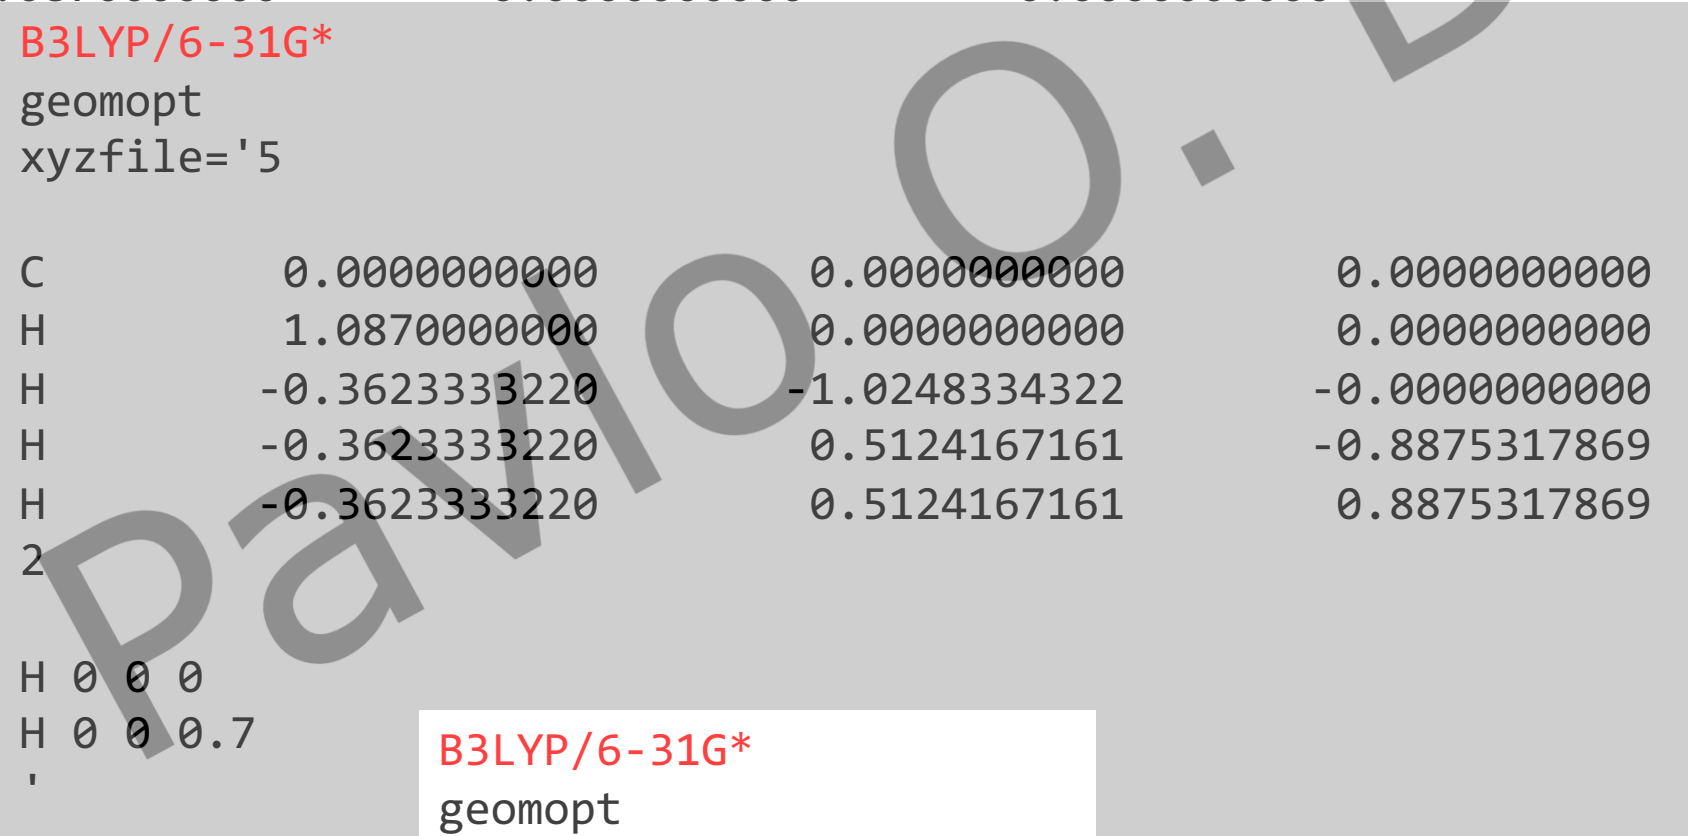 B3LYP/6-31G*
geomopt
xyzfile='5
C 0.0000000000 0.0000000000 0.0000000000
H 1.0870000000 0.0000000000 0.0000000000
H -0.3623333220 -1.0248334322 -0.0000000000
H -0.3623333220 0.5124167161 -0.8875317869
H -0.3623333220 0.5124167161 0.8875317869
2
H 0 0 0
H 0 0 0.7
'
B3LYP/6-31G*
geomopt
Pavlo O.